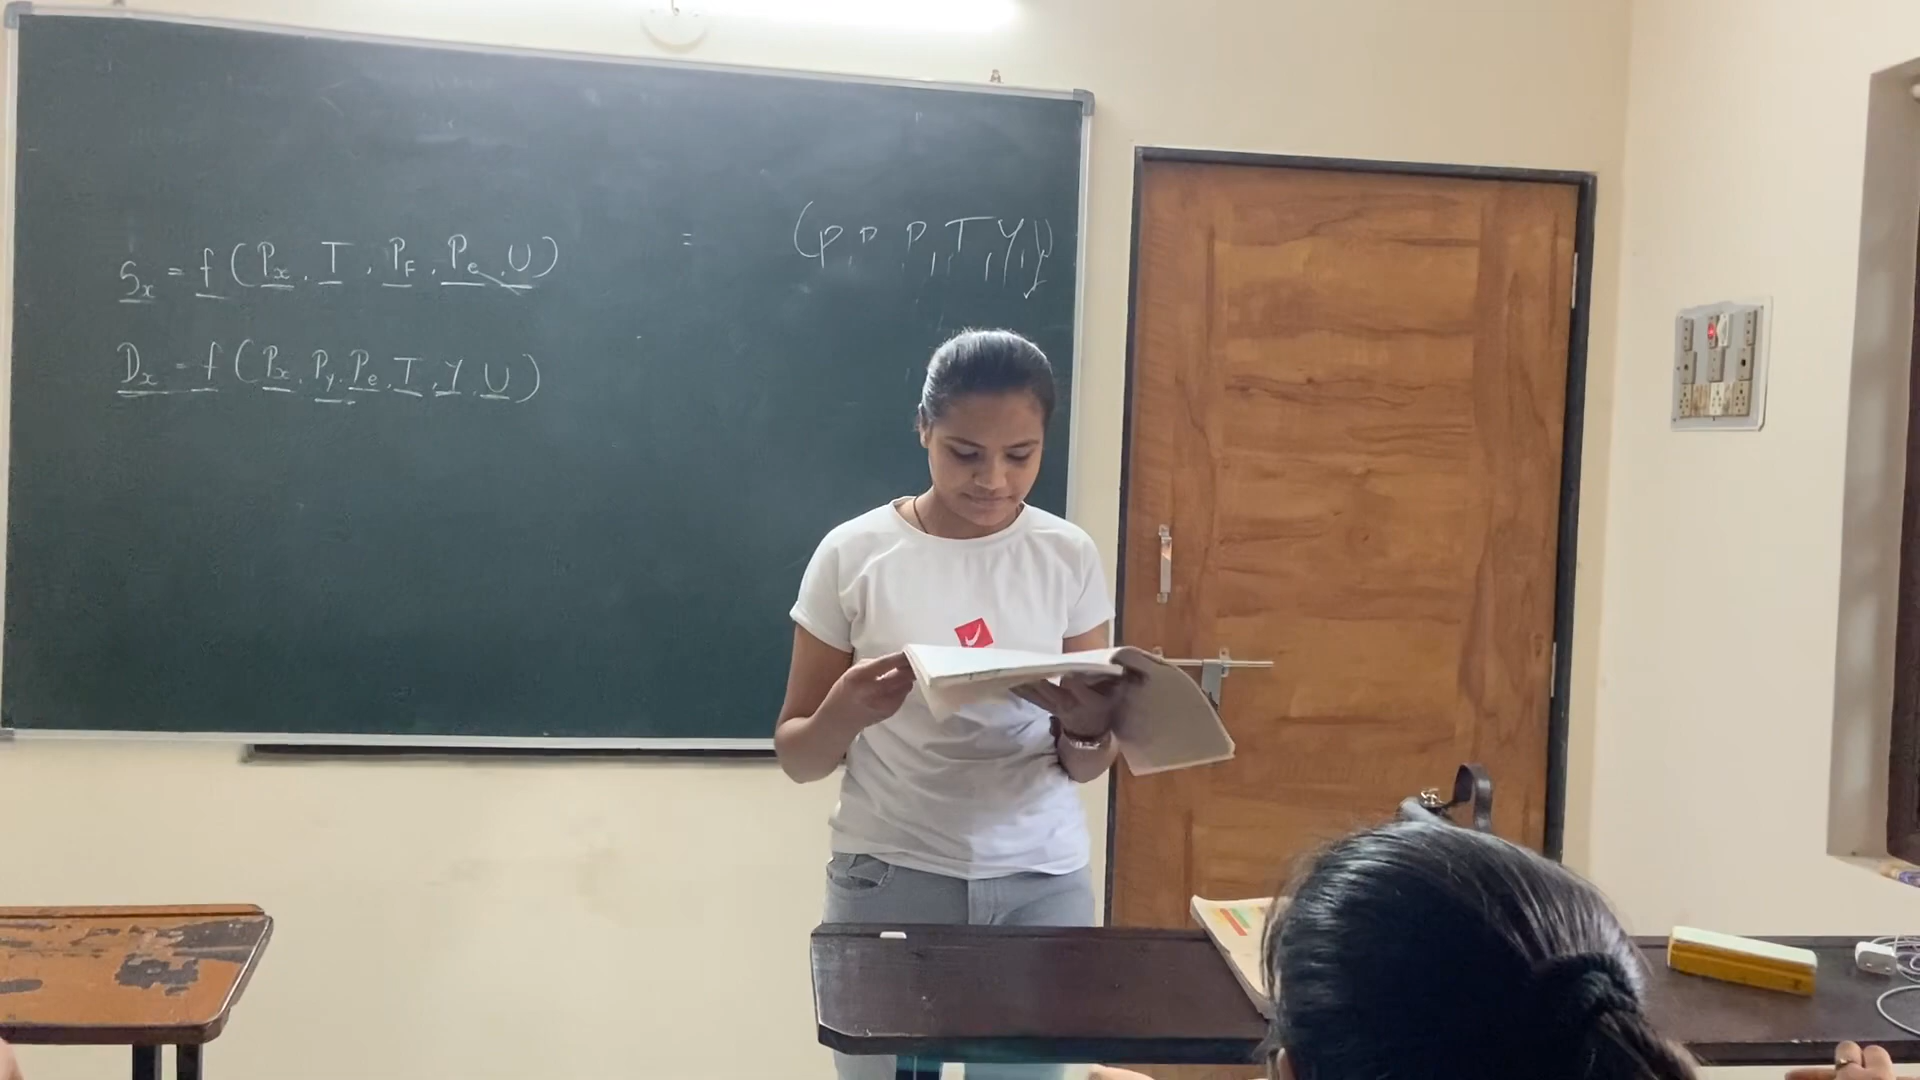 Sx = f (Px, T, PF, Pe, U)
Dx = f (Px, Py, Pe, T, Y, U)
= (P, P, P, T, Y, U)